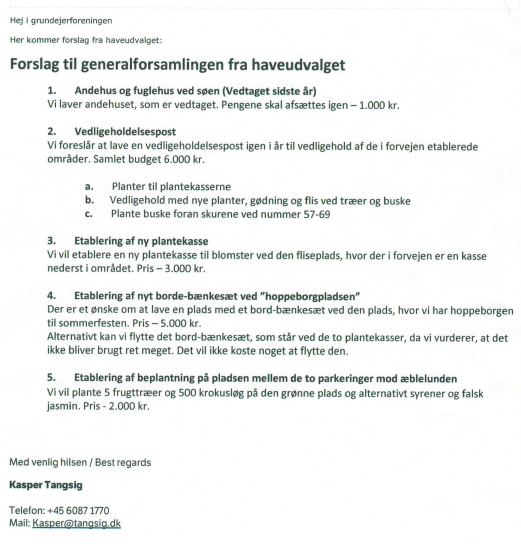 Hej i grundejerforeningen
Her kommer forslag fra haveudvalget:
Forslag til generalforsamlingen fra haveudvalget
1. Andehus og fuglehus ved søen (Vedtaget sidste år)
Vi laver andehuset, som er vedtaget. Pengene skal afsættes igen – 1.000 kr.
2. Vedligeholdelsespost
Vi foreslår at lave en vedligeholdelsespost igen i år til vedligehold af de i forvejen etablerede
områder. Samlet budget 6.000 kr.
a. Planter til plantekasserne
b. Vedligehold med nye planter, gødning og flis ved træer og buske
c. Plante buske foran skurene ved nummer 57-69
3. Etablering af ny plantekasse
Vi vil etablere en ny plantekasse til blomster ved den fliseplads, hvor der i forvejen er en kasse
nederst i området. Pris – 3.000 kr.
4. Etablering af nyt borde-bænkesæt ved "hoppeborgpladsen"
Der er et ønske om at lave en plads med et bord-bænkesæt ved den plads, hvor vi har hoppeborgen
til sommerfesten. Pris – 5.000 kr.
Alternativt kan vi flytte det bord-bænkesæt, som står ved de to plantekasser, da vi vurderer, at det
ikke bliver brugt ret meget. Det vil ikke koste noget at flytte den.
5. Etablering af beplantning på pladsen mellem de to parkeringer mod æblelunden
Vi vil plante 5 frugttræer og 500 krokusløg på den grønne plads og alternativt syrener og falsk
jasmin. Pris - 2.000 kr.
Med venlig hilsen / Best regards
Kasper Tangsig
Telefon: +45 6087 1770
Mail: Kasper@tangsig.dk